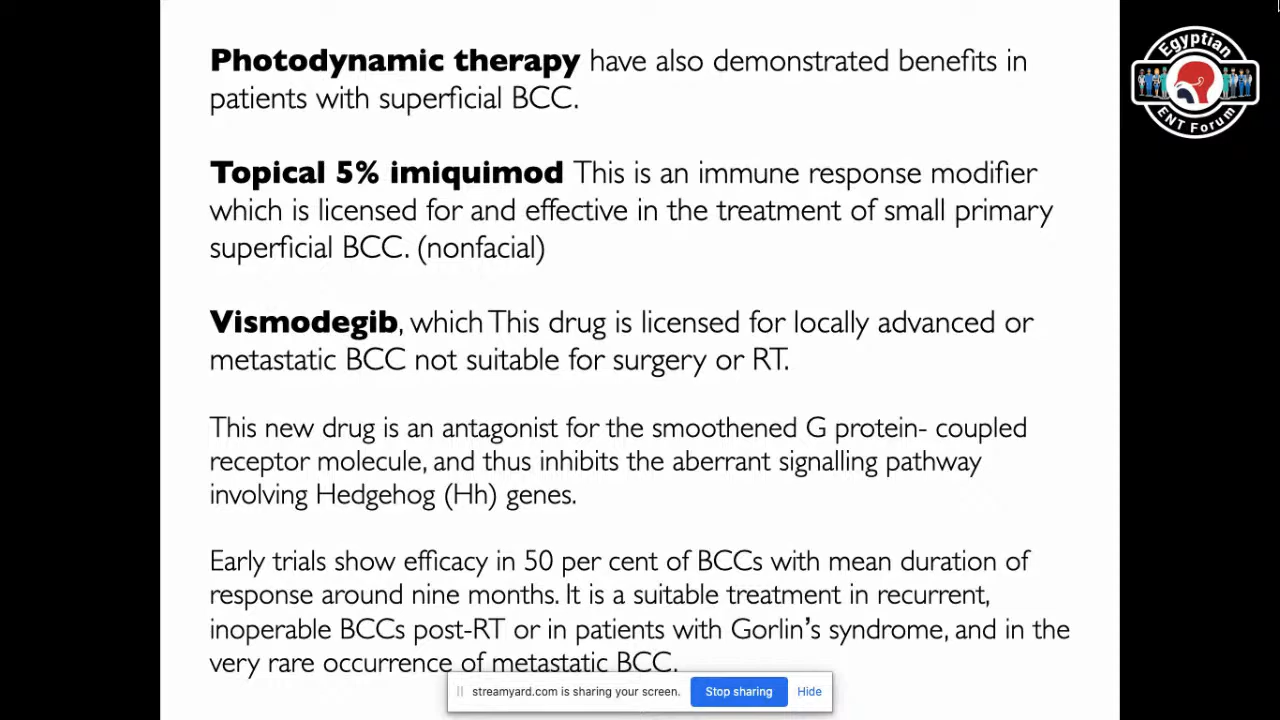 Photodynamic therapy have also demonstrated benefits in
patients with superficial BCC.
Topical 5% imiquimod This is an immune response modifier
which is licensed for and effective in the treatment of small primary
superficial BCC. (nonfacial)
Vismodegib, which This drug is licensed for locally advanced or
metastatic BCC not suitable for surgery or RT.
This new drug is an antagonist for the smoothened G protein- coupled
receptor molecule, and thus inhibits the aberrant signalling pathway
involving Hedgehog (Hh) genes.
Early trials show efficacy in 50 per cent of BCCs with mean duration of
response around nine months. It is a suitable treatment in recurrent,
inoperable BCCs post-RT or in patients with Gorlin's syndrome, and in the
very rare occurrence of metastatic BCC.
streamyard.com is sharing your screen. Stop sharing Hide
Egyptian
ENT Forum